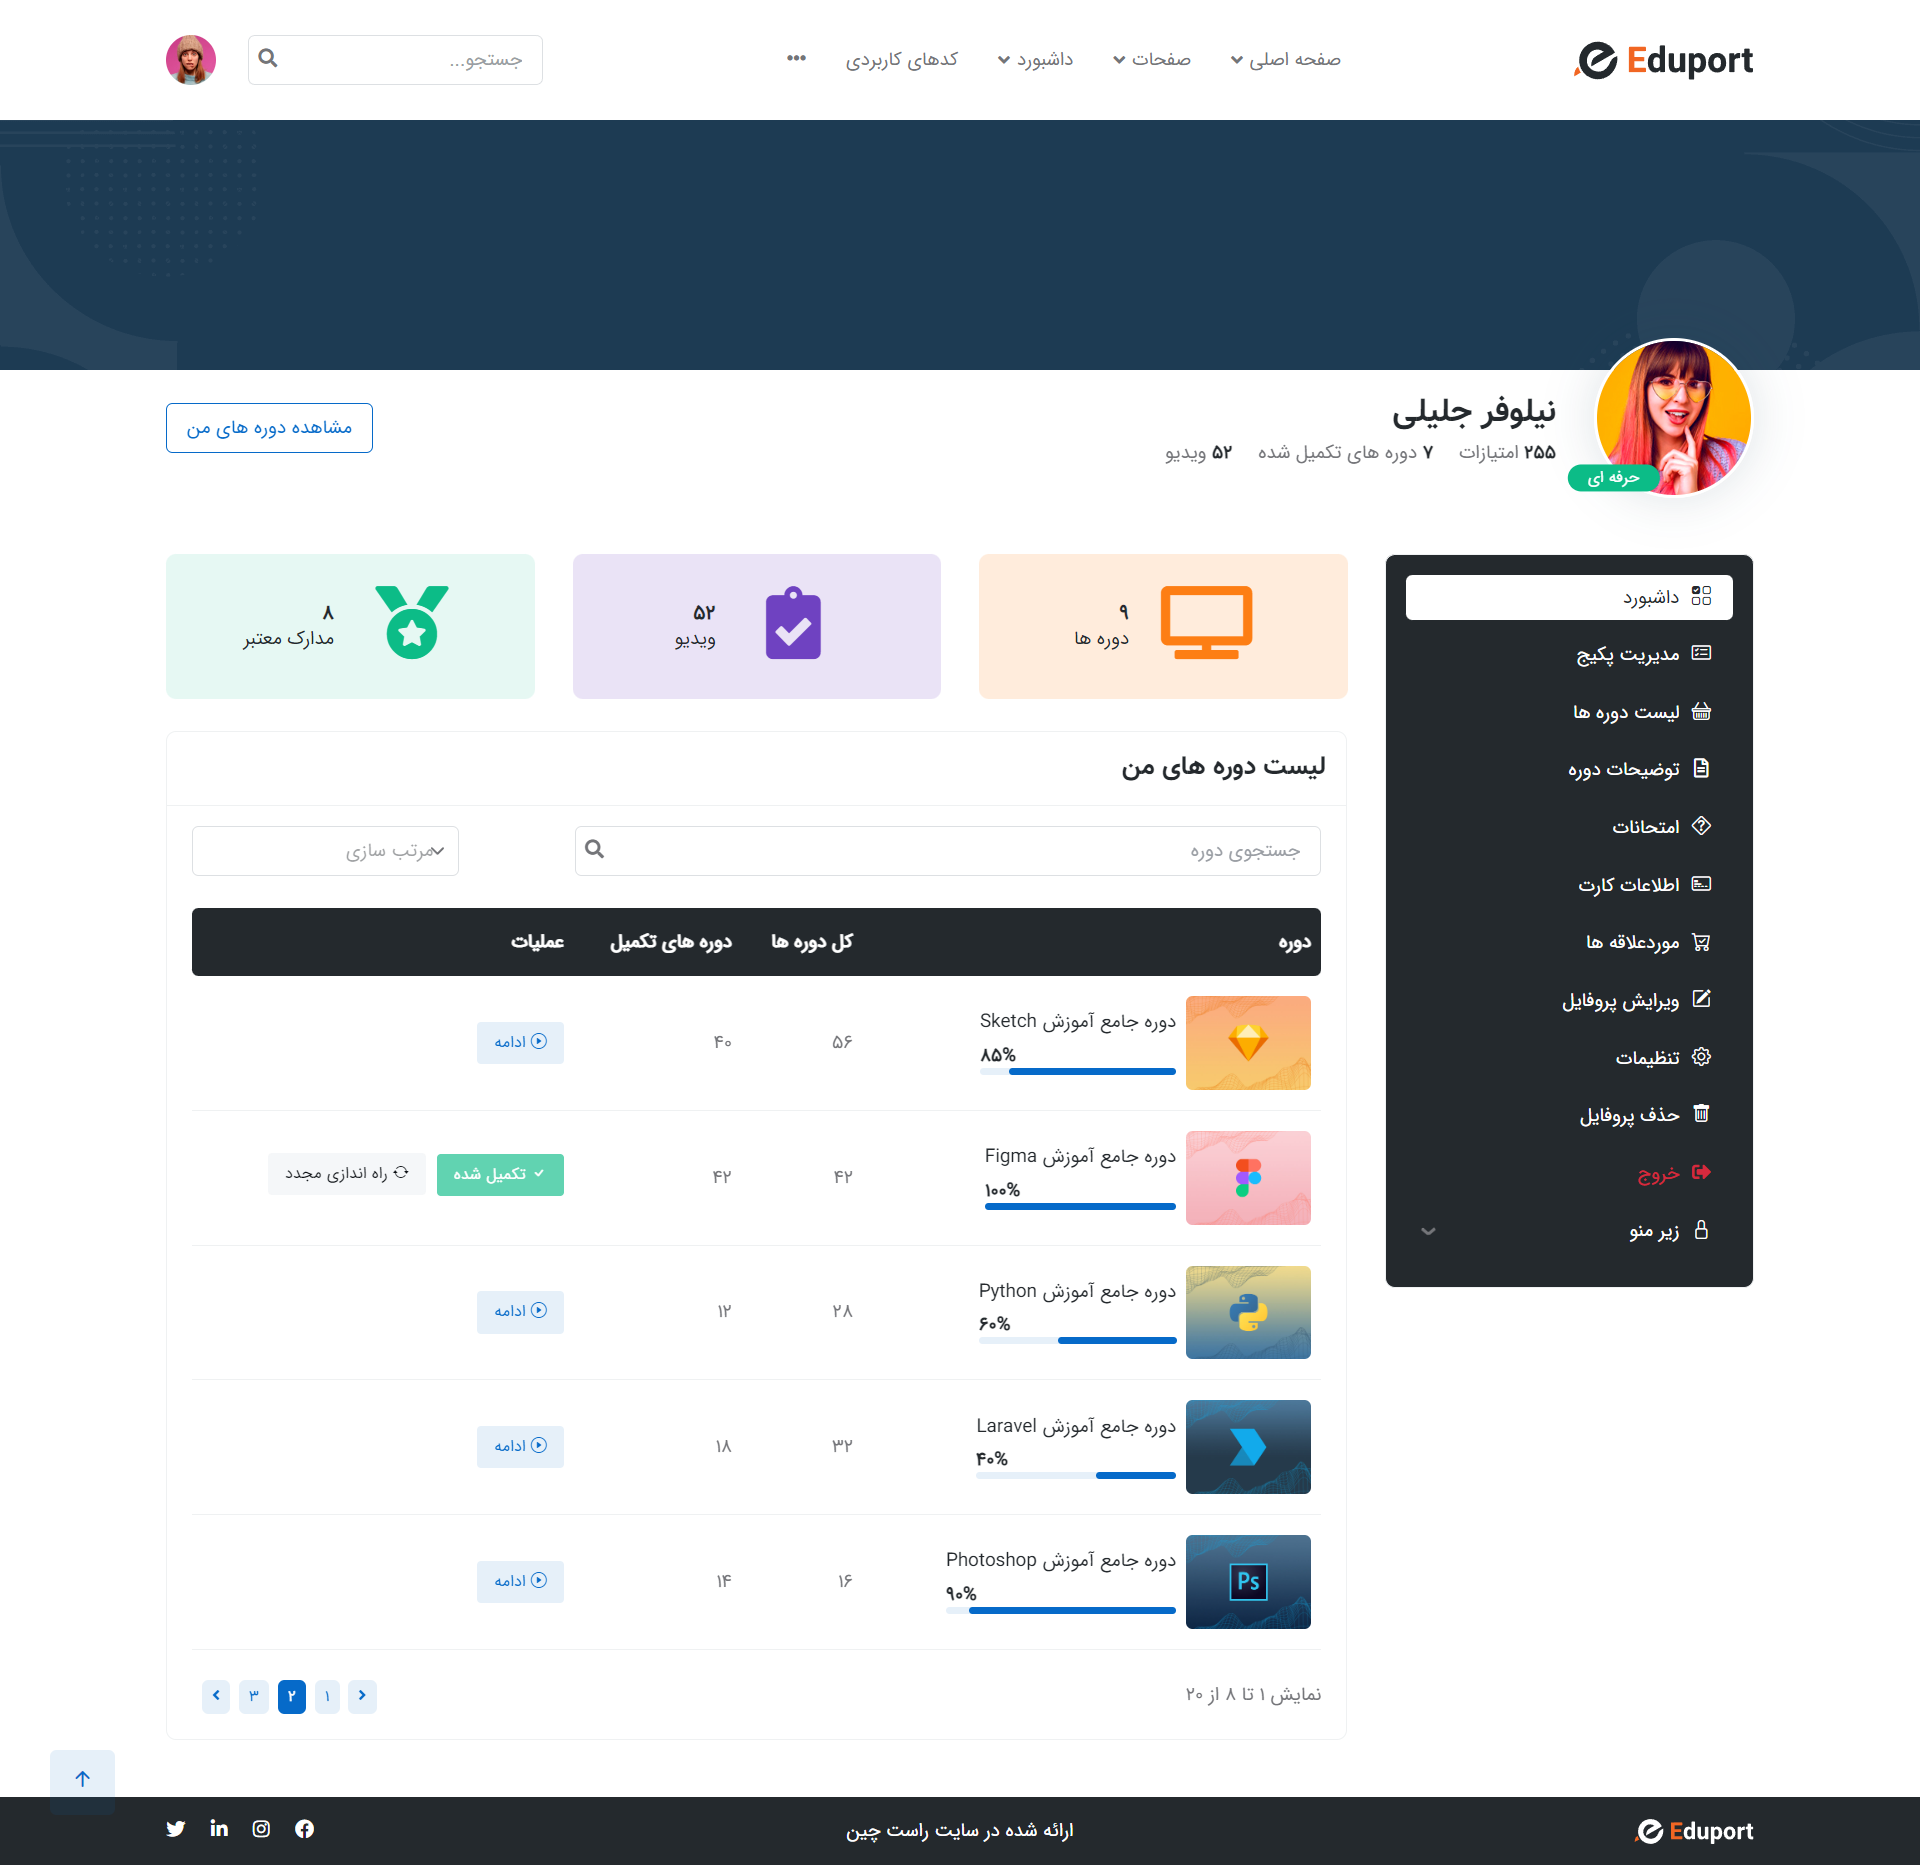 Eduport
صفحه اصلی
صفحات
داشبورد
کدهای کاربردی
جستجو...
نیلوفر جلیلی
۲۵۵ امتیازات
۷ دوره های تکمیل شده
۵۲ ویدیو
حرفه ای
مشاهده دوره های من
داشبورد
مدیریت پکیج
لیست دوره ها
توضیحات دوره
امتحانات
اطلاعات کارت
موردعلاقه ها
ویرایش پروفایل
تنظیمات
حذف پروفایل
خروج
زیر منو
۹
دوره ها
۵۲
ویدیو
۸
مدارک معتبر
لیست دوره های من
جستجوی دوره
مرتب سازی
دوره کل دوره ها دوره های تکمیل عملیات
دوره جامع آموزش Sketch
۸۵%
۵۶ ۴۰ ادامه
دوره جامع آموزش Figma
۱۰۰%
۴۲ ۴۲ تکمیل شده راه اندازی مجدد
دوره جامع آموزش Python
۶۰%
۲۸ ۱۲ ادامه
دوره جامع آموزش Laravel
۴۰%
۳۲ ۱۸ ادامه
دوره جامع آموزش Photoshop
۹۰%
۱۶ ۱۴ ادامه
Ps
نمایش ۱ تا ۸ از ۲۰
۱ ۲ ۳
Eduport
ارائه شده در سایت راست چین